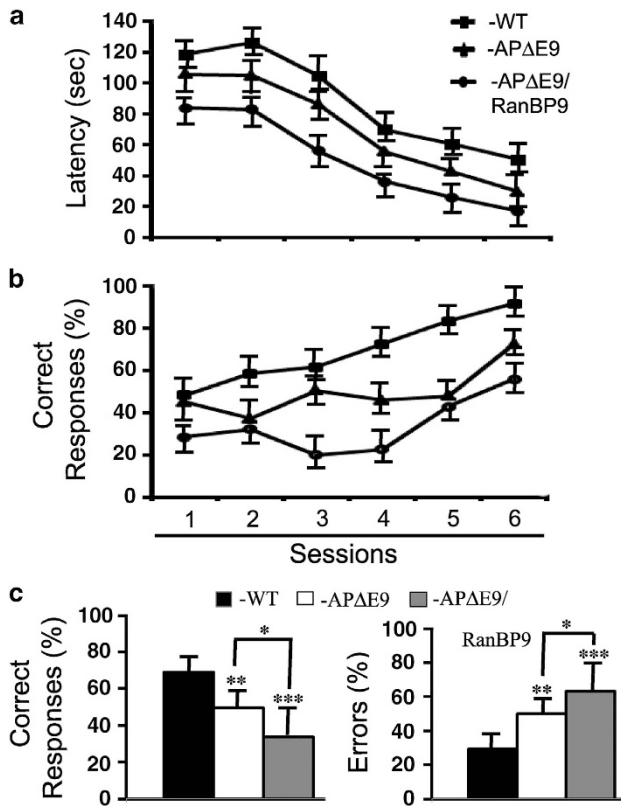 a
Latency (sec)
140
120
100
80
60
40
20
0
-WT
-APΔE9
-APΔE9/
RanBP9
b
Correct
Responses (%)
100
80
60
40
20
0
1 2 3 4 5 6
Sessions
c
-WT -APΔE9 -APΔE9/
Correct
Responses (%)
100
80
60
40
20
0
*
**
***
Errors (%)
100
80
60
40
20
0
RanBP9
*
**
***